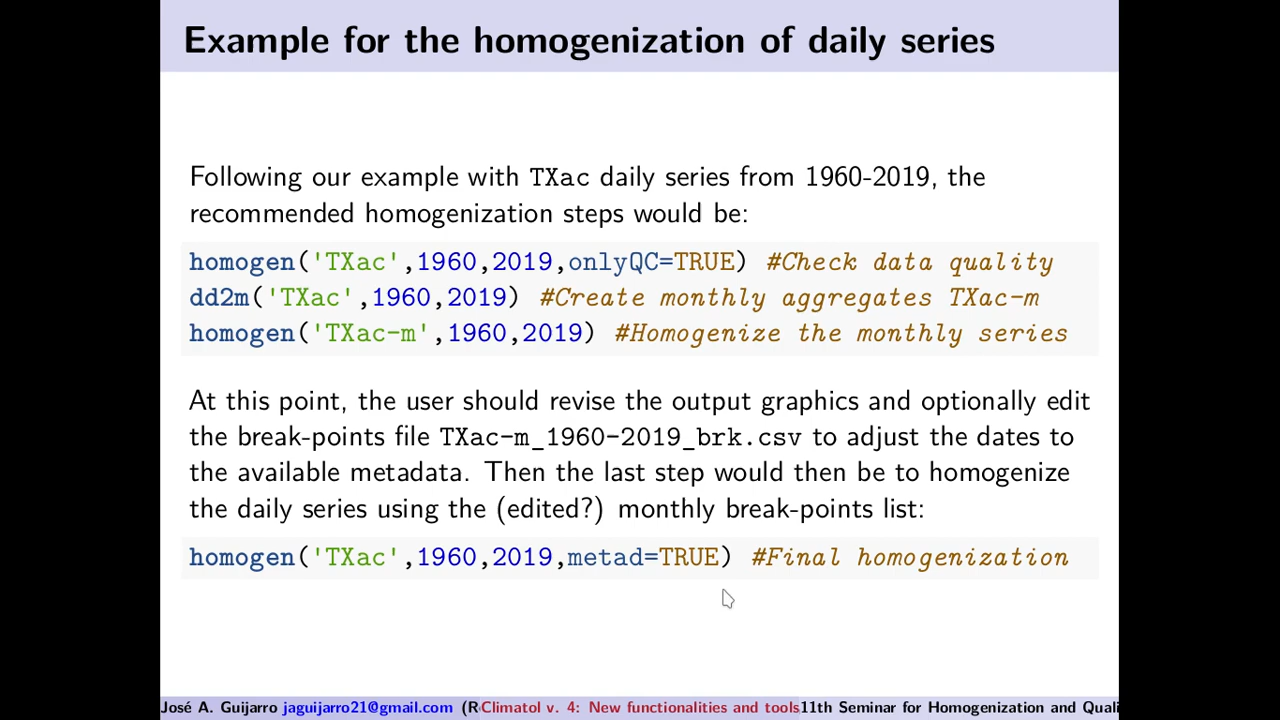 Example for the homogenization of daily series
Following our example with TXac daily series from 1960-2019, the
recommended homogenization steps would be:
homogen('TXac',1960,2019,onlyQC=TRUE) #Check data quality
dd2m('TXac',1960,2019) #Create monthly aggregates TXac-m
homogen('TXac-m',1960,2019) #Homogenize the monthly series
At this point, the user should revise the output graphics and optionally edit
the break-points file TXac-m_1960-2019_brk.csv to adjust the dates to
the available metadata. Then the last step would then be to homogenize
the daily series using the (edited?) monthly break-points list:
homogen('TXac',1960,2019,metad=TRUE) #Final homogenization
José A. Guijarro jaguijarro21@gmail.com (R Climatol v. 4: New functionalities and tools 11th Seminar for Homogenization and Quali